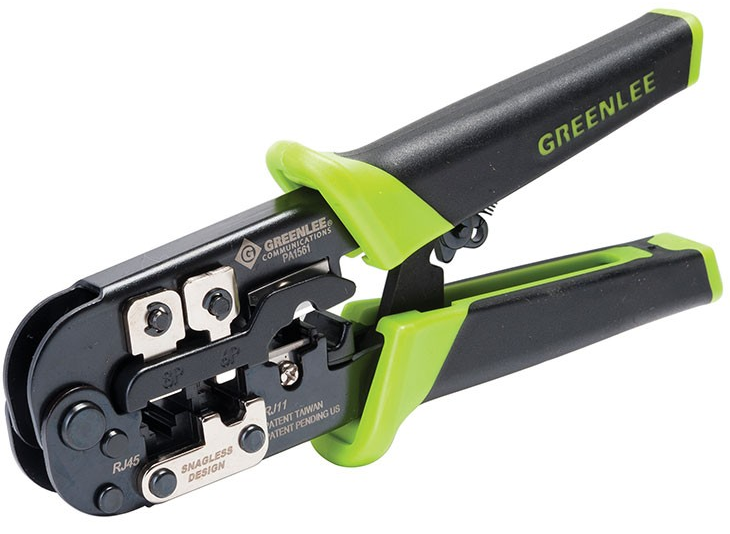 GREENLEE
GREENLEE®
COMMUNICATIONS
PA1561
8P 6P
RJ11
PATENT TAIWAN
PATENT PENDING US
RJ45
SNAGLESS
DESIGN